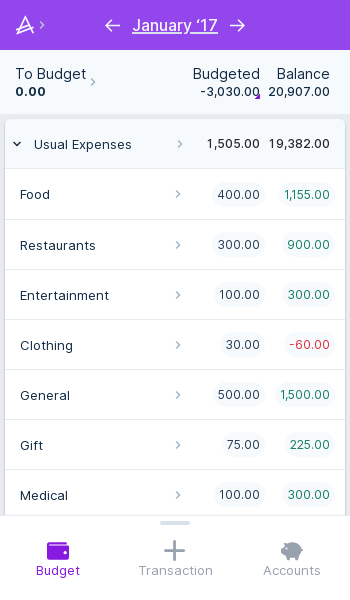 January ‘17
To Budget Budgeted Balance
0.00 -3,030.00 20,907.00
Usual Expenses 1,505.00 19,382.00
Food 400.00 1,155.00
Restaurants 300.00 900.00
Entertainment 100.00 300.00
Clothing 30.00 -60.00
General 500.00 1,500.00
Gift 75.00 225.00
Medical 100.00 300.00
Budget Transaction Accounts